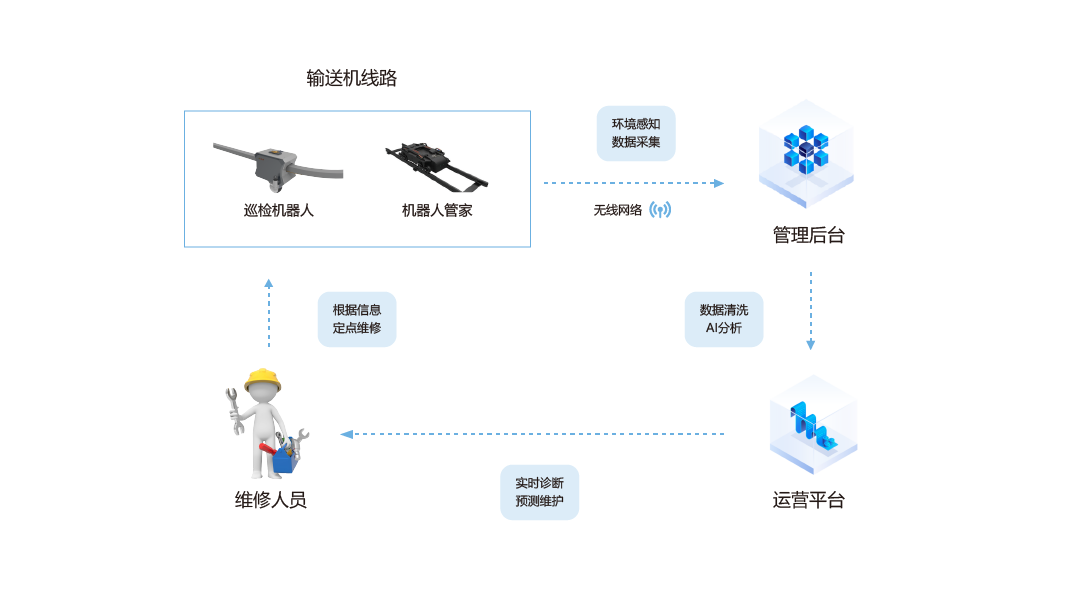 输送机线路
巡检机器人
机器人管家
环境感知
数据采集
无线网络
管理后台
根据信息
定点维修
数据清洗
AI分析
维修人员
实时诊断
预测维护
运营平台